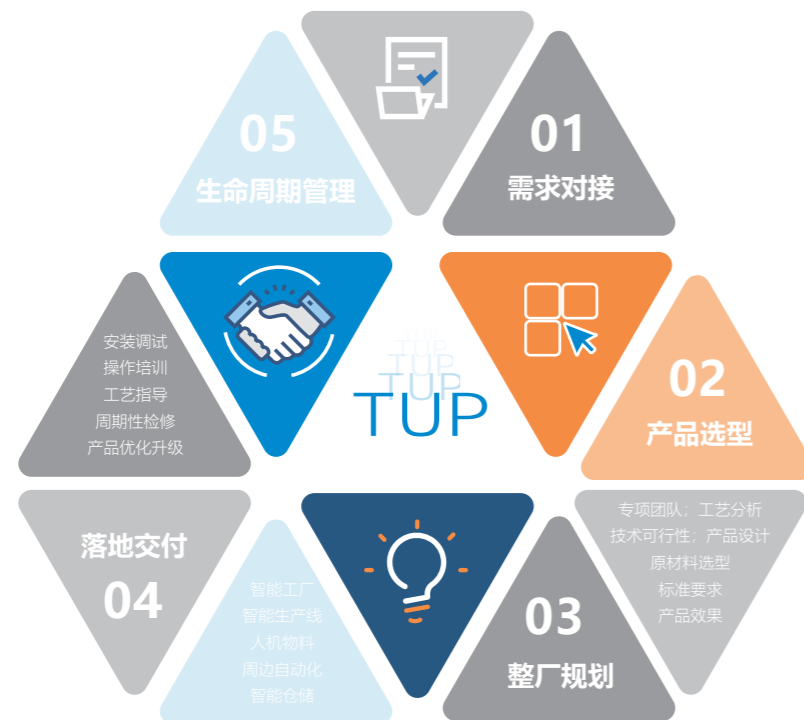 01
需求对接
02
产品选型
专项团队；工艺分析
技术可行性；产品设计
原材料选型
标准要求
产品效果
03
整厂规划
智能工厂
智能生产线
人机物料
周边自动化
智能仓储
落地交付
04
安装调试
操作培训
工艺指导
周期性检修
产品优化升级
05
生命周期管理
TUP
TUP
TUP
TUP